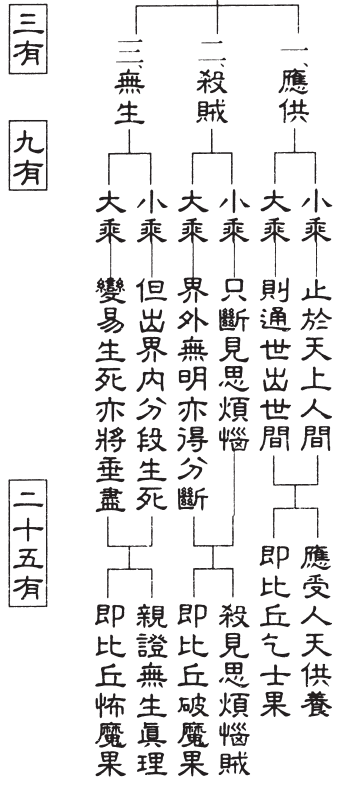 一、應供
小乘
止於天上人間
大乘
則通世出世間
應受人天供養
即比丘乞士果
二、殺賊
小乘
只斷見思煩惱
大乘
界外無明亦得分斷
殺見思煩惱賊
即比丘破魔果
三、無生
小乘
但出界內分段生死
大乘
變易生死亦將垂盡
親證無生眞理
即比丘怖魔果
三有
九有
二十五有